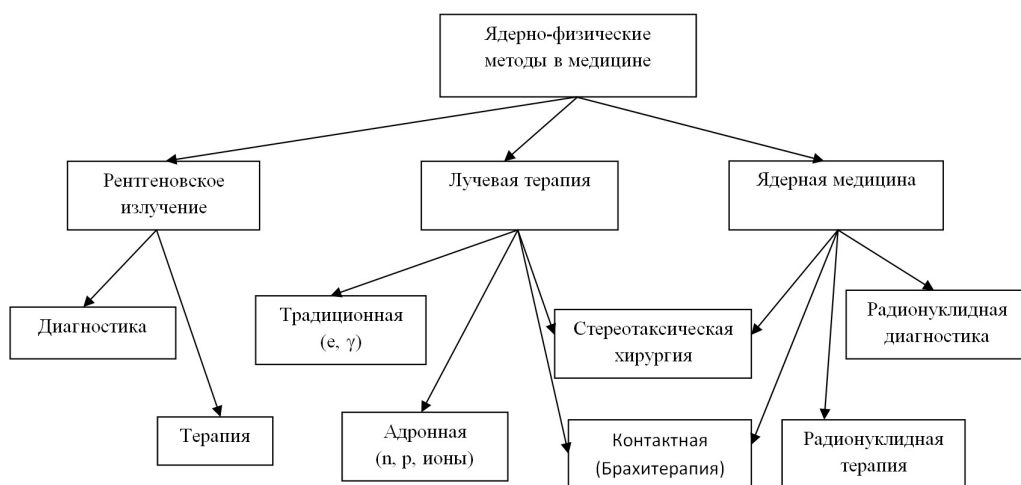 Ядерно-физические
методы в медицине
Рентгеновское
излучение
Лучевая терапия
Ядерная медицина
Диагностика
Традиционная
(е, γ)
Стереотаксическая
хирургия
Радионуклидная
диагностика
Терапия
Адронная
(n, p, ионы)
Контактная
(Брахитерапия)
Радионуклидная
терапия